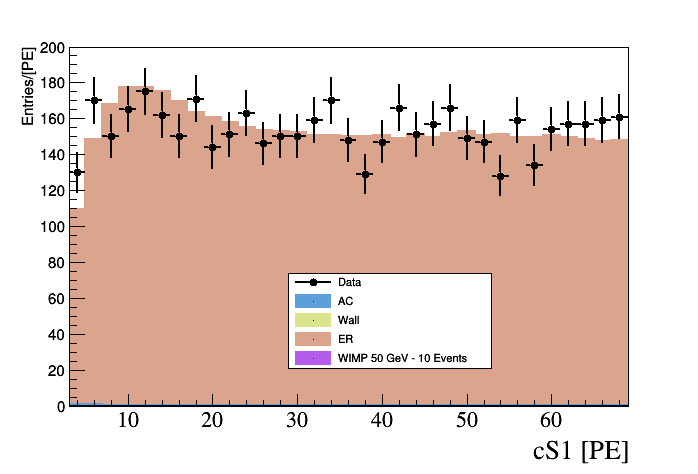 Entries/[PE]
200
180
160
140
120
100
80
60
40
20
0
Data
AC
Wall
ER
WIMP 50 GeV - 10 Events
10 20 30 40 50 60
cS1 [PE]